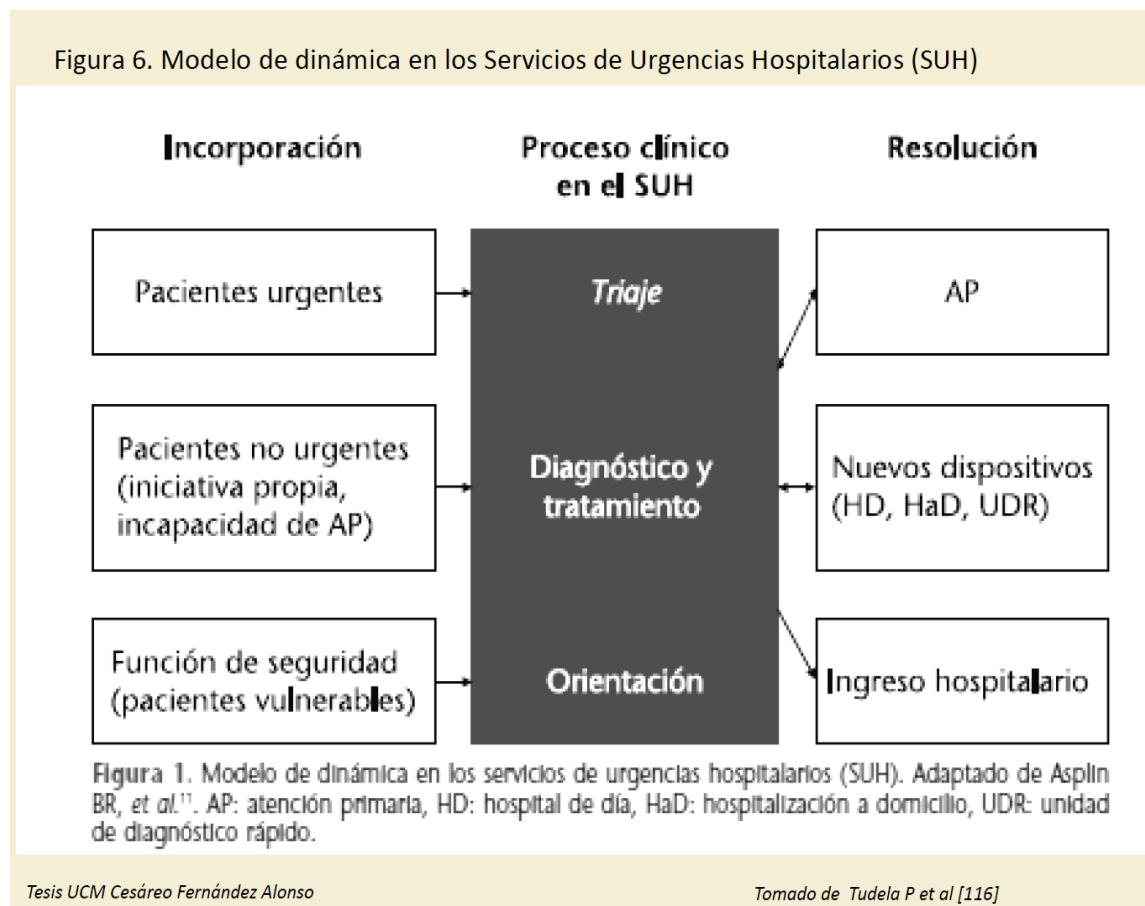 Figura 6. Modelo de dinámica en los Servicios de Urgencias Hospitalarios (SUH)
Incorporación
Proceso clínico
en el SUH
Resolución
Pacientes urgentes
Triaje
AP
Pacientes no urgentes
(iniciativa propia,
incapacidad de AP)
Diagnóstico y
tratamiento
Nuevos dispositivos
(HD, HaD, UDR)
Función de seguridad
(pacientes vulnerables)
Orientación
Ingreso hospitalario
Figura 1. Modelo de dinámica en los servicios de urgencias hospitalarios (SUH). Adaptado de Asplin
BR, et al.¹¹. AP: atención primaria, HD: hospital de día, HaD: hospitalización a domicilio, UDR: unidad
de diagnóstico rápido.
Tesis UCM Cesáreo Fernández Alonso
Tomado de Tudela P et al [116]